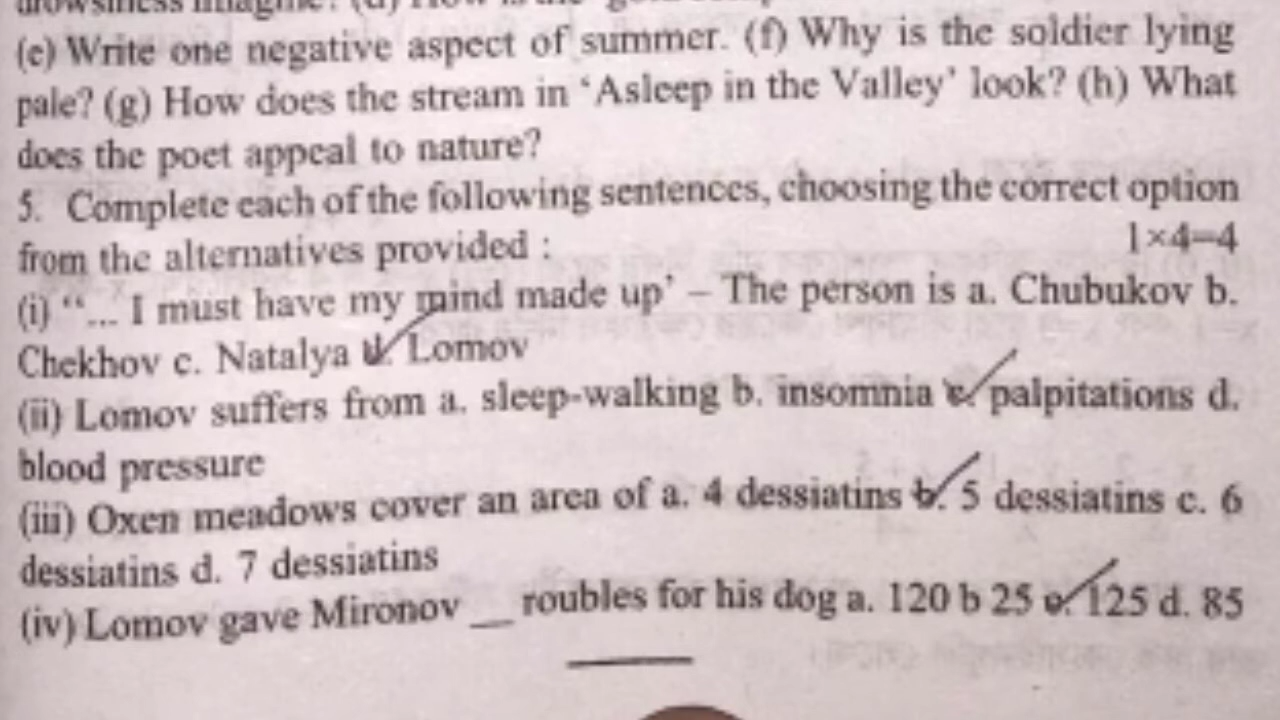 (e) Write one negative aspect of summer. (f) Why is the soldier lying
pale? (g) How does the stream in ‘Asleep in the Valley’ look? (h) What
does the poet appeal to nature?
5. Complete each of the following sentences, choosing the correct option
from the alternatives provided : 1×4=4
(i) “... I must have my mind made up’ – The person is a. Chubukov b.
Chekhov c. Natalya d. Lomov
(ii) Lomov suffers from a. sleep-walking b. insomnia c. palpitations d.
blood pressure
(iii) Oxen meadows cover an area of a. 4 dessiatins b. 5 dessiatins c. 6
dessiatins d. 7 dessiatins
(iv) Lomov gave Mironov __ roubles for his dog a. 120 b 25 c. 125 d. 85